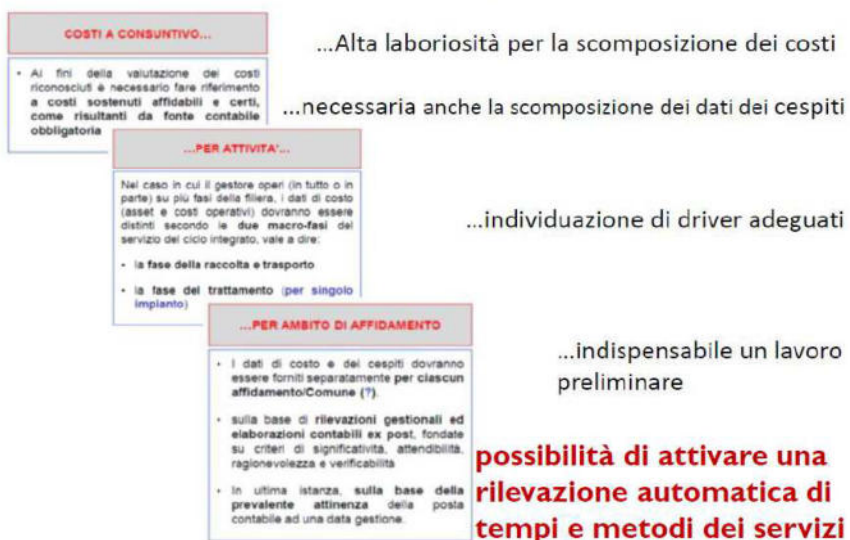 COSTI A CONSUNTIVO...
• Ai fini della valutazione dei costi
riconosciuti è necessario fare riferimento
a costi sostenuti affidabili e certi,
come risultanti da fonte contabile
obbligatoria
...PER ATTIVITA'...
Nel caso in cui il gestore operi (in tutto o in
parte) su più fasi della filiera, i dati di costo
(asset e costi operativi) dovranno essere
distinti secondo le due macro-fasi del
servizio del ciclo integrato, vale a dire:
• la fase della raccolta e trasporto
• la fase del trattamento (per singolo
impianto)
...PER AMBITO DI AFFIDAMENTO
• I dati di costo e dei cespiti dovranno
essere forniti separatamente per ciascun
affidamento/Comune (?).
• sulla base di rilevazioni gestionali ed
elaborazioni contabili ex post, fondate
su criteri di significatività, attendibilità,
ragionevolezza e verificabilità
• In ultima istanza, sulla base della
prevalente attinenza della posta
contabile ad una data gestione.
...Alta laboriosità per la scomposizione dei costi
...necessaria anche la scomposizione dei dati dei cespiti
...individuazione di driver adeguati
...indispensabile un lavoro
preliminare
possibilità di attivare una
rilevazione automatica di
tempi e metodi dei servizi